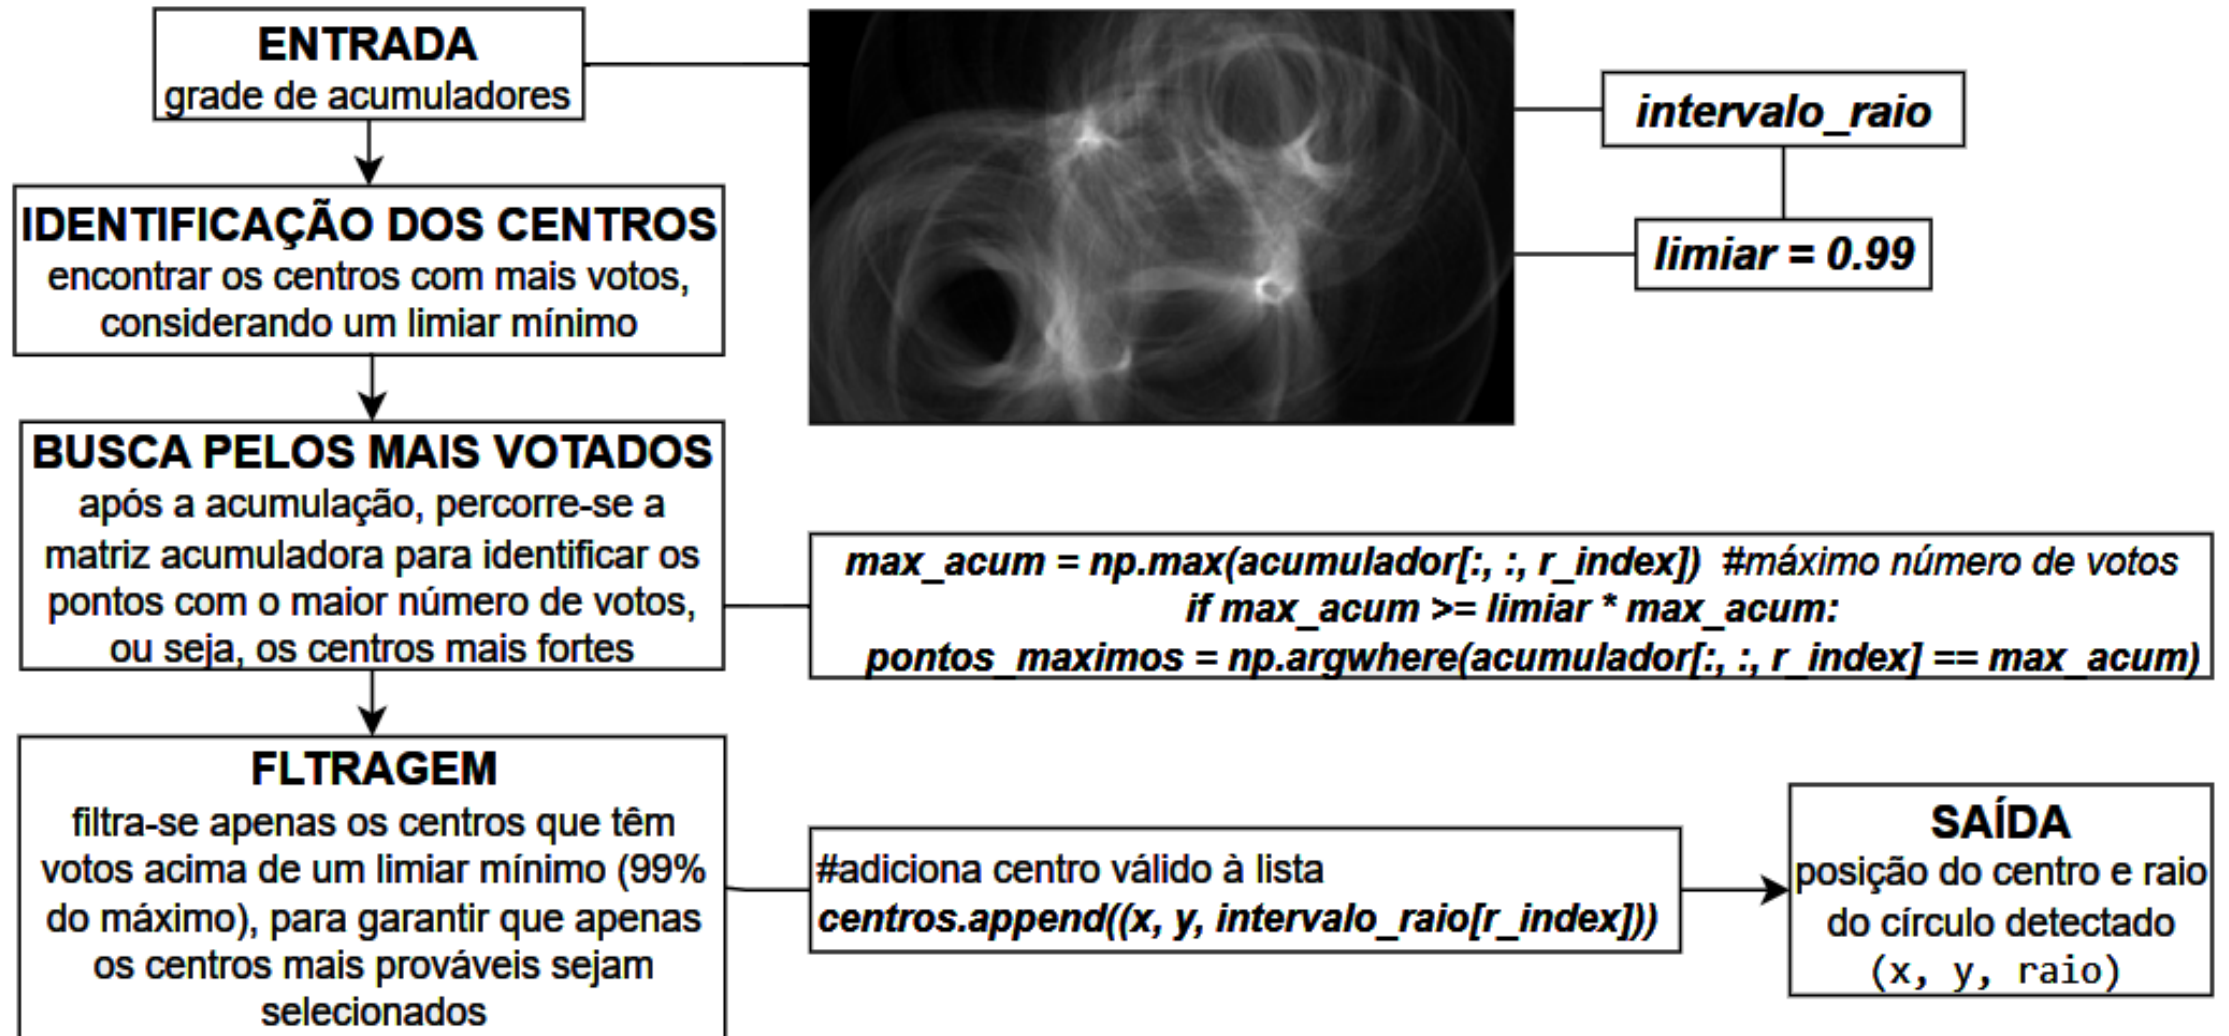 ENTRADA
grade de acumuladores
intervalo_raio
limiar = 0.99
IDENTIFICAÇÃO DOS CENTROS
encontrar os centros com mais votos,
considerando um limiar mínimo
BUSCA PELOS MAIS VOTADOS
após a acumulação, percorre-se a
matriz acumuladora para identificar os
pontos com o maior número de votos,
ou seja, os centros mais fortes
max_acum = np.max(acumulador[:, :, r_index]) #máximo número de votos
if max_acum >= limiar * max_acum:
pontos_maximos = np.argwhere(acumulador[:, :, r_index] == max_acum)
FLTRAGEM
filtra-se apenas os centros que têm
votos acima de um limiar mínimo (99%
do máximo), para garantir que apenas
os centros mais prováveis sejam
selecionados
#adiciona centro válido à lista
centros.append((x, y, intervalo_raio[r_index]))
SAÍDA
posição do centro e raio
do círculo detectado
(x, y, raio)